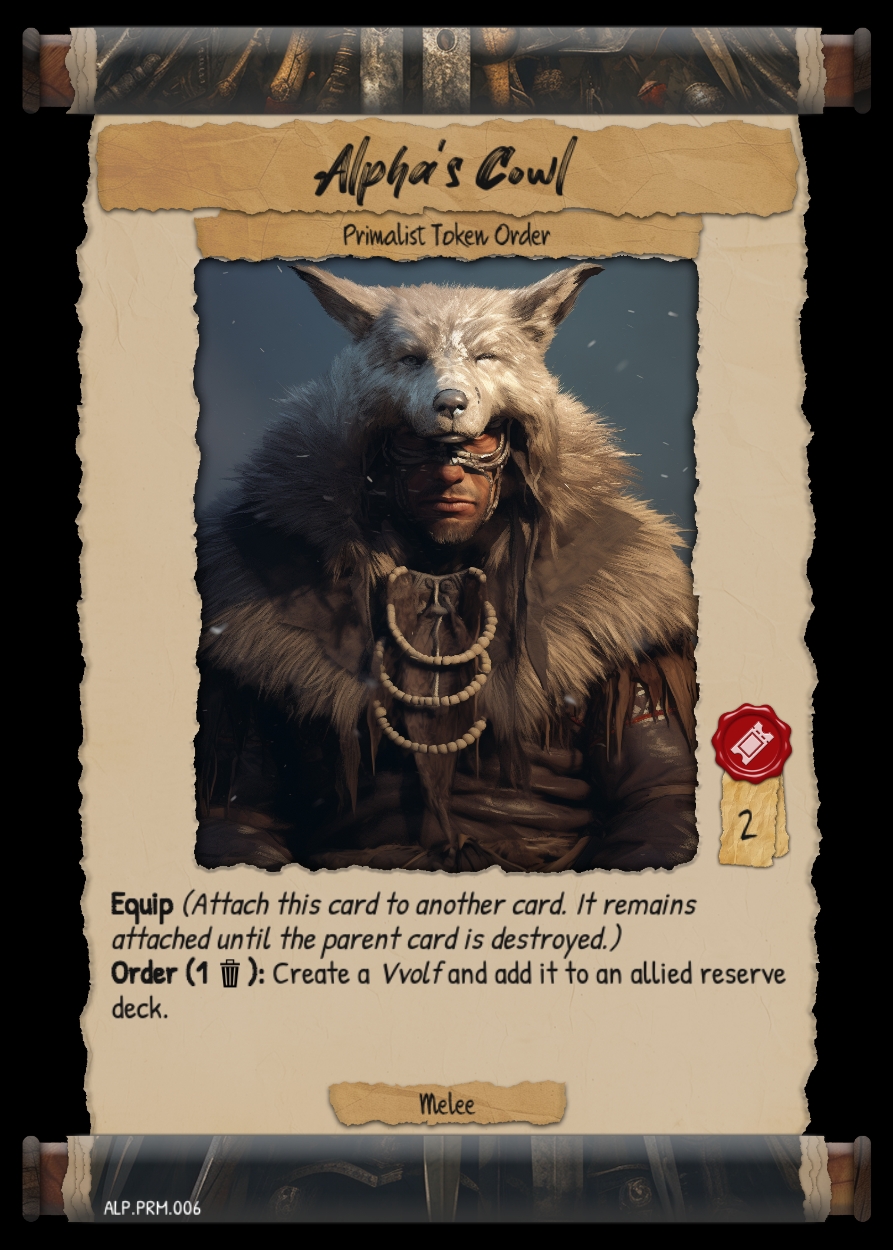 Alpha's Cowl
Primalist Token Order
2
Equip (Attach this card to another card. It remains
attached until the parent card is destroyed.)
Order (1 ): Create a Vvolf and add it to an allied reserve
deck.
Melee
ALP.PRM.006